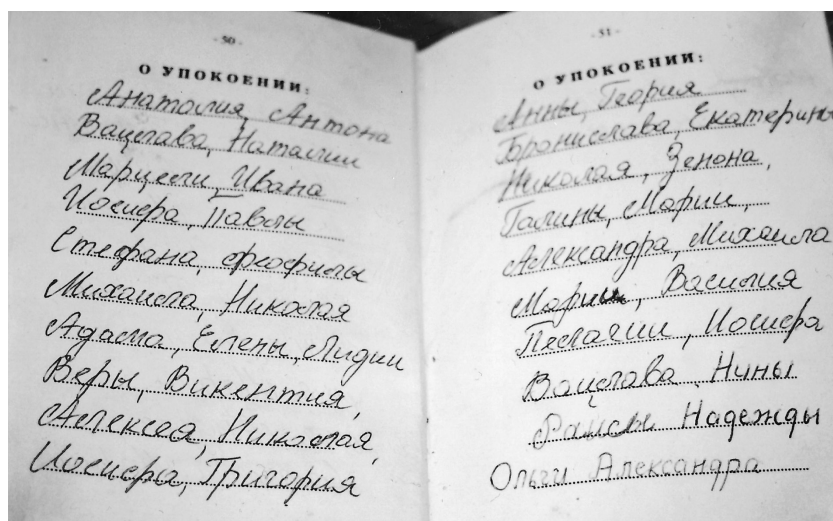 - 50 -
О УПОКОЕНИИ:
Анатолия, Антона
Вацлава, Наталии
Марцели, Ивана
Иосифа, Павлы
Стефана, Феофилы
Михаила, Николая
Адама, Елены, Лидии
Веры, Викентия,
Алексея, Николая,
Иосифа, Григория
- 51 -
О УПОКОЕНИИ:
Анны, Геория
Бронислава, Екатерины
Николая, Зенона,
Галины, Марии,
Александра, Михаила
Марии, Василия
Пелагии, Иосифа
Вацлава, Нины
Раисы Надежды
Ольги Александра